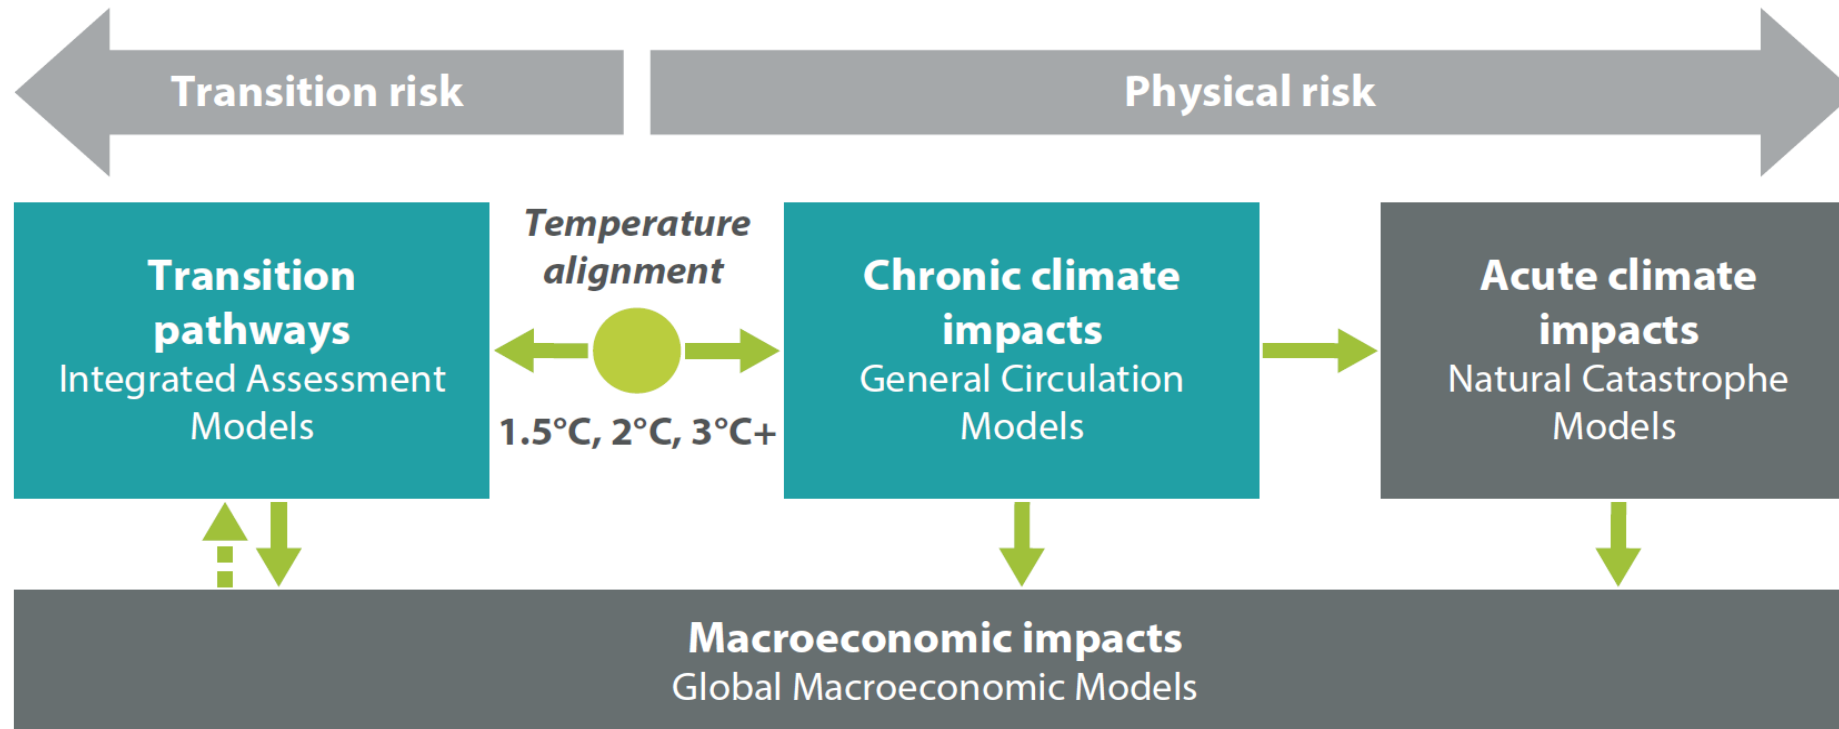 Transition risk
Physical risk
Transition
pathways
Integrated Assessment
Models
Temperature
alignment
1.5°C, 2°C, 3°C+
Chronic climate
impacts
General Circulation
Models
Acute climate
impacts
Natural Catastrophe
Models
Macroeconomic impacts
Global Macroeconomic Models